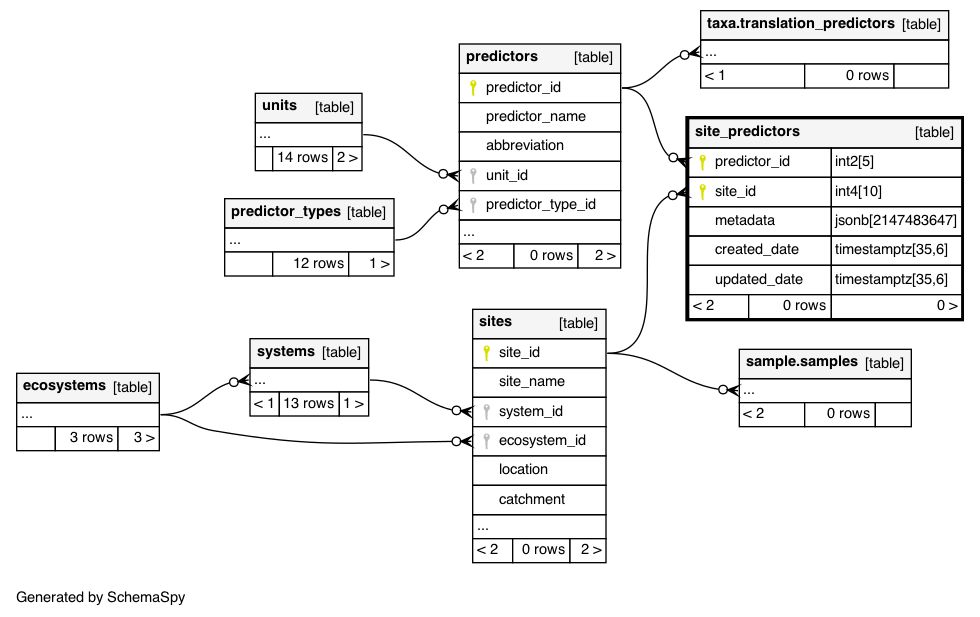 taxa.translation_predictors [table]
...
< 1 0 rows
predictors [table]
predictor_id
predictor_name
abbreviation
unit_id
predictor_type_id
...
< 2 0 rows 2 >
units [table]
...
14 rows 2 >
predictor_types [table]
...
12 rows 1 >
site_predictors [table]
predictor_id int2[5]
site_id int4[10]
metadata jsonb[2147483647]
created_date timestamptz[35,6]
updated_date timestamptz[35,6]
< 2 0 rows 0 >
sites [table]
site_id
site_name
system_id
ecosystem_id
location
catchment
...
< 2 0 rows 2 >
systems [table]
...
< 1 13 rows 1 >
ecosystems [table]
...
3 rows 3 >
sample.samples [table]
...
< 2 0 rows
Generated by SchemaSpy